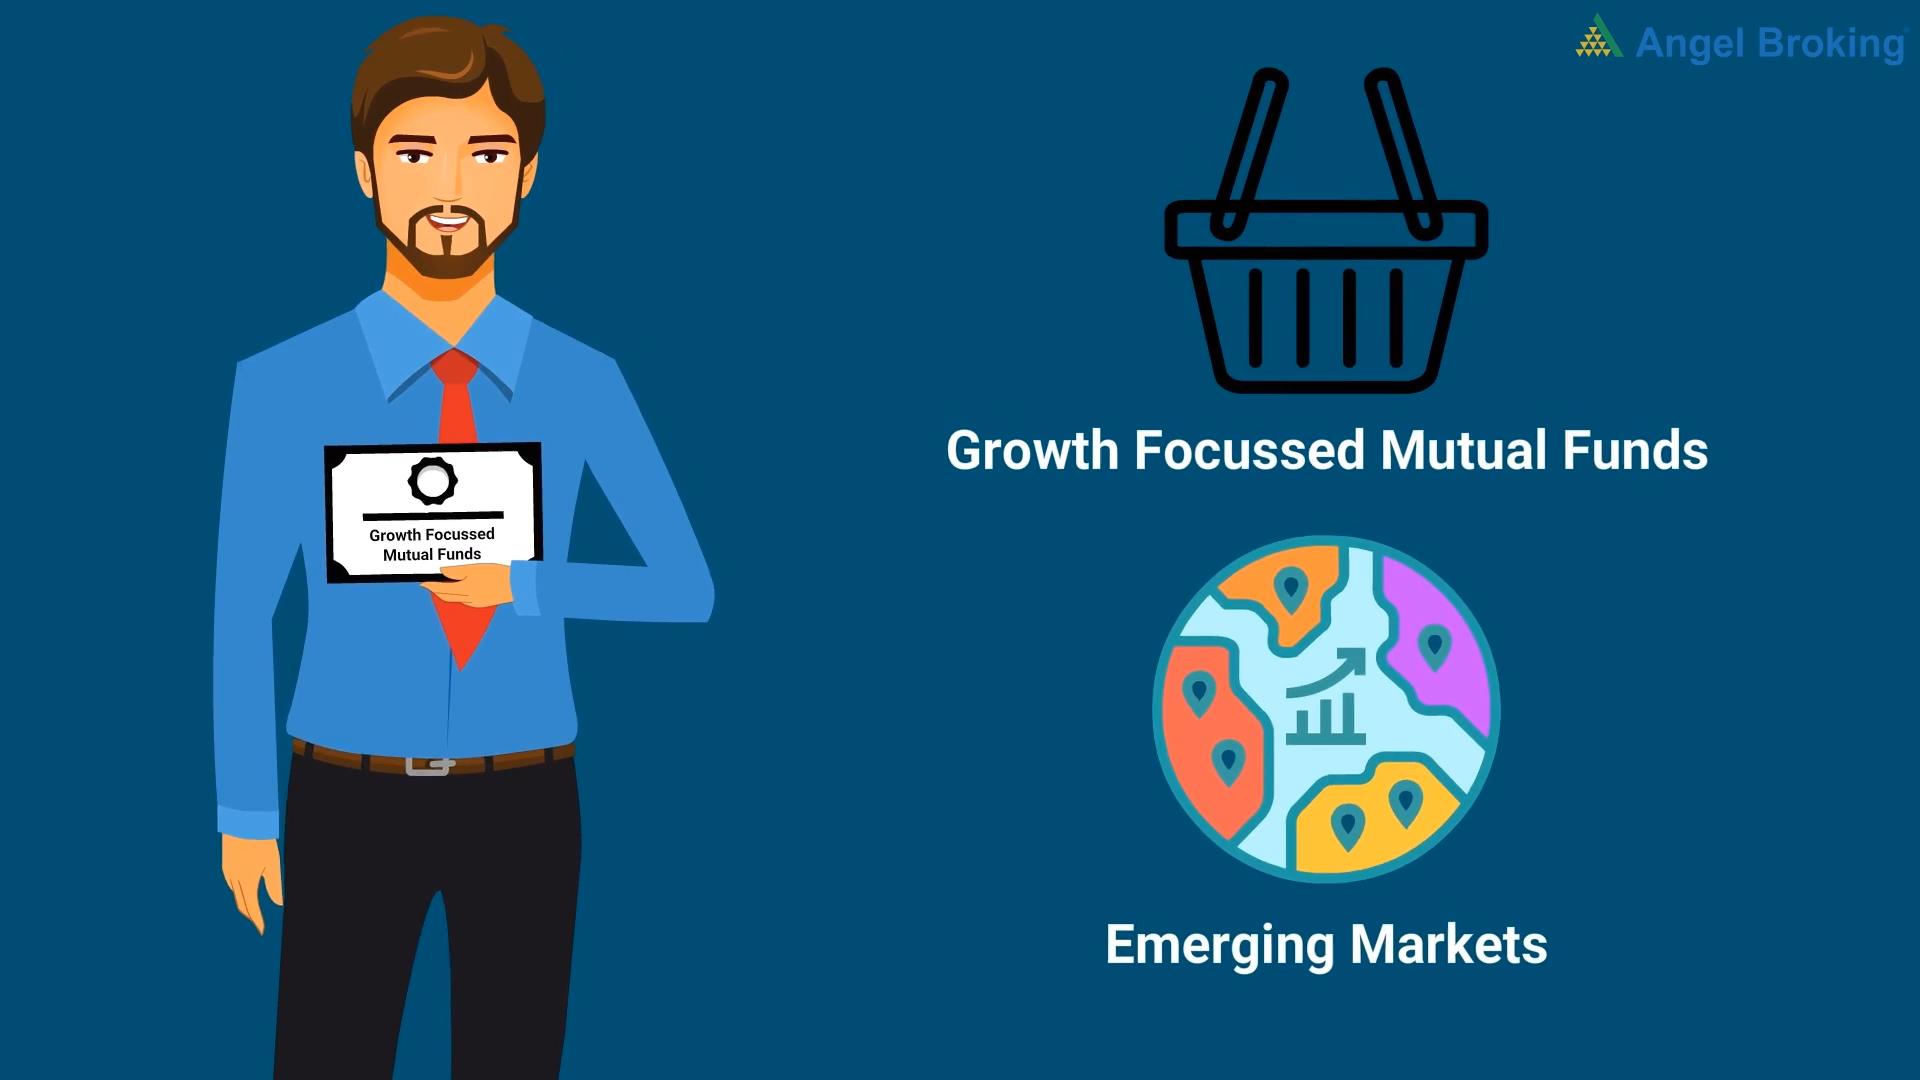 Angel Broking
Growth Focussed Mutual Funds
Growth Focussed
Mutual Funds
Emerging Markets